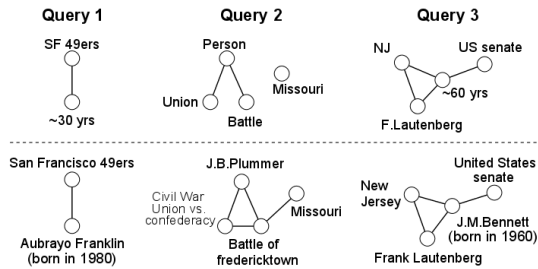 Query 1
SF 49ers
~30 yrs
Query 2
Person
Union
Battle
Missouri
Query 3
NJ
US senate
~60 yrs
F.Lautenberg
San Francisco 49ers
Aubrayo Franklin
(born in 1980)
J.B.Plummer
Civil War
Union vs.
confederacy
Missouri
Battle of
fredericktown
United States
senate
New
Jersey
J.M.Bennett
(born in 1960)
Frank Lautenberg